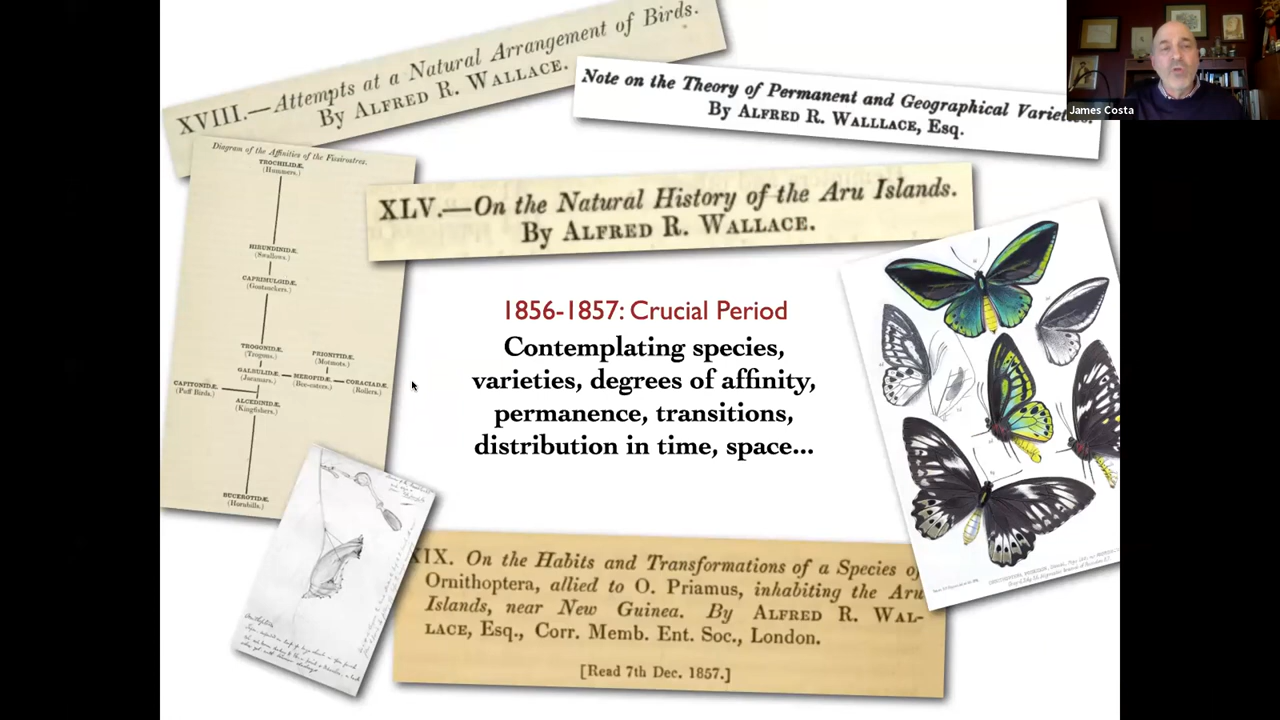 XVIII.—Attempts at a Natural Arrangement of Birds.
By ALFRED R. WALLACE.
Note on the Theory of Permanent and Geographical Varieties.
By ALFRED R. WALLLACE, Esq.
James Costa
Diagram of the Affinities of the Fissirostres.
TROCHILIDÆ.
(Hummers.)
HIRUNDINIDÆ.
(Swallows.)
CAPRIMULGIDÆ.
(Goatsuckers.)
TROGONIDÆ.
(Trogons.)
PRIONITIDÆ.
(Motmots.)
GALBULIDÆ.
(Jacamars.)
MEROPIDÆ.
(Bee-eaters.)
CORACIADÆ.
(Rollers.)
CAPITONIDÆ.
(Puff Birds.)
ALCEDINIDÆ.
(Kingfishers.)
BUCEROTIDÆ.
(Hornbills.)
XLV.—On the Natural History of the Aru Islands.
By ALFRED R. WALLACE.
1856-1857: Crucial Period
Contemplating species,
varieties, degrees of affinity,
permanence, transitions,
distribution in time, space...
XIX. On the Habits and Transformations of a Species of
Ornithoptera, allied to O. Priamus, inhabiting the Aru
Islands, near New Guinea. By ALFRED R. WAL-
LACE, Esq., Corr. Memb. Ent. Soc., London.
[Read 7th Dec. 1857.]